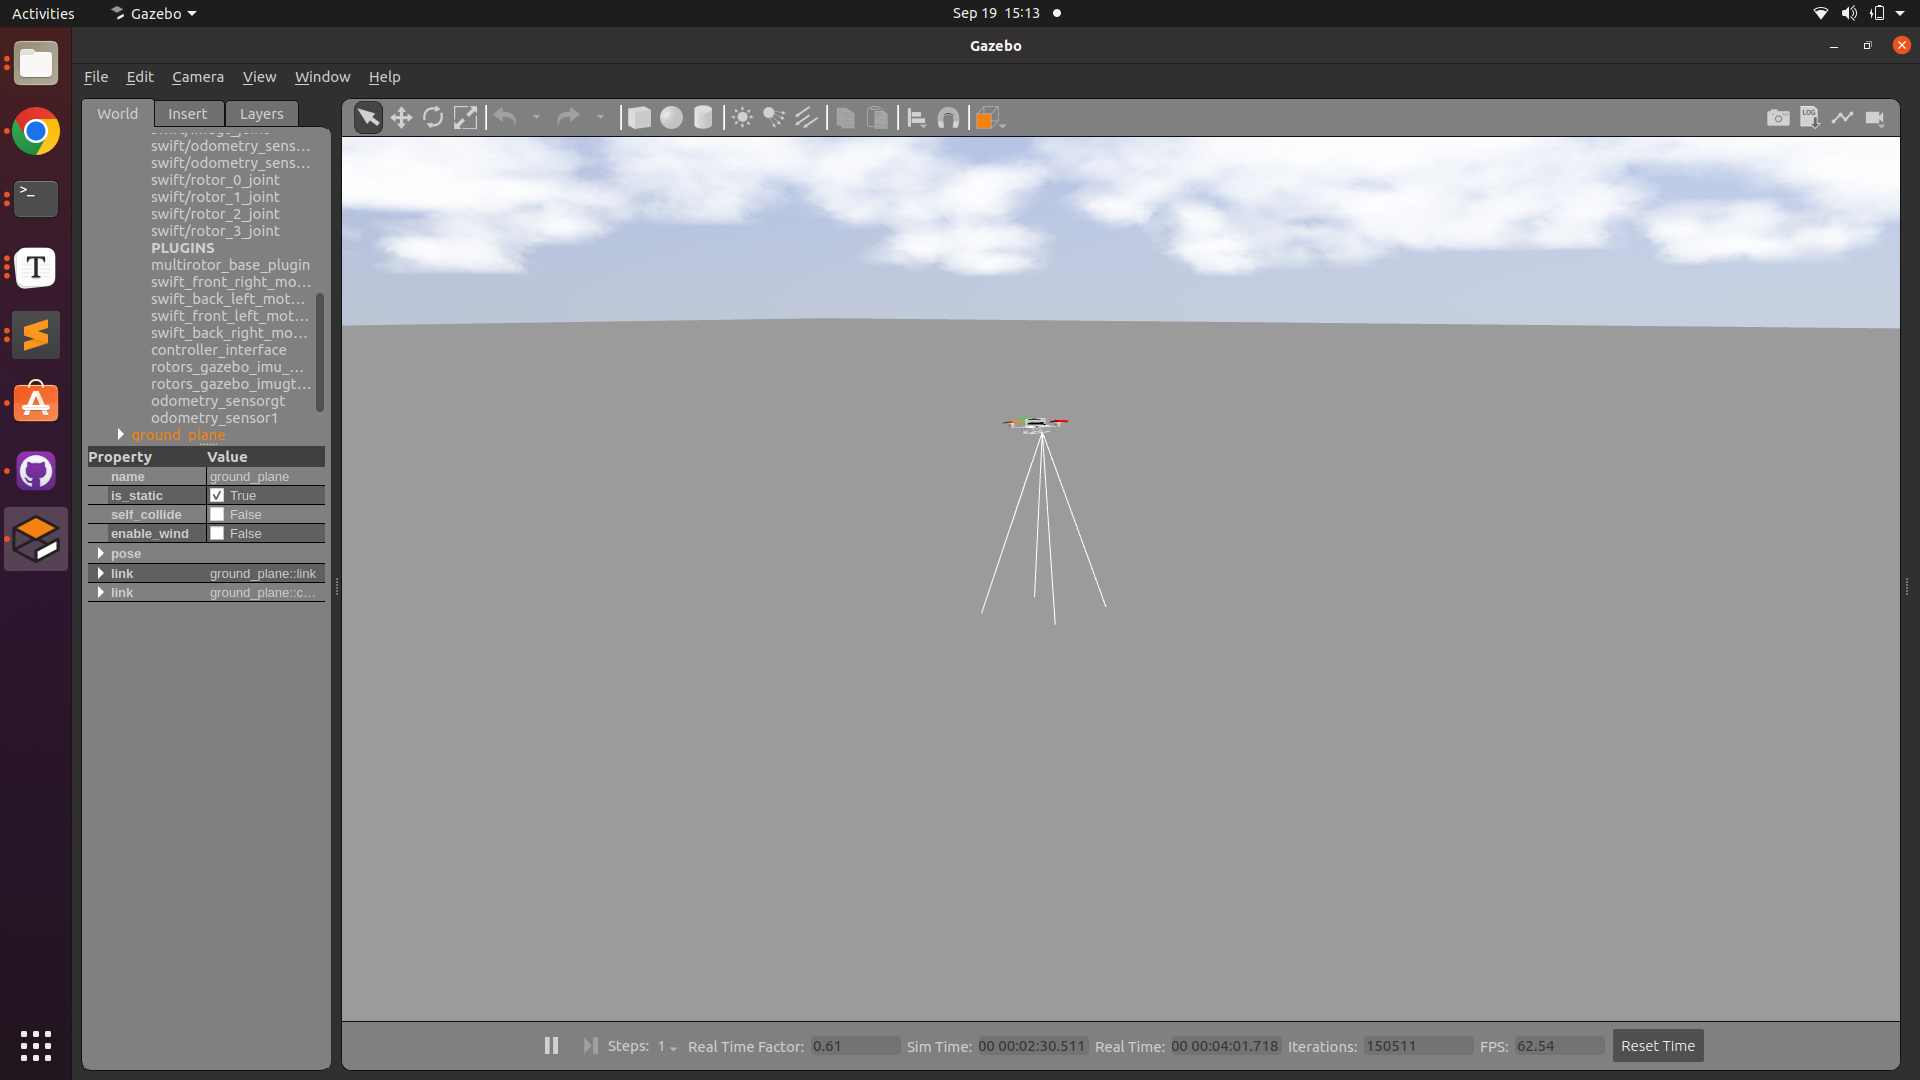 Activities
Gazebo
Sep 19 15:13
Gazebo
File Edit Camera View Window Help
World Insert Layers
swift/odometry_sens...
swift/odometry_sens...
swift/rotor_0_joint
swift/rotor_1_joint
swift/rotor_2_joint
swift/rotor_3_joint
PLUGINS
multirotor_base_plugin
swift_front_right_mo...
swift_back_left_mot...
swift_front_left_mot...
swift_back_right_mo...
controller_interface
rotors_gazebo_imu_...
rotors_gazebo_imugt...
odometry_sensorgt
odometry_sensor1
ground_plane
Property Value
name ground_plane
is_static True
self_collide False
enable_wind False
pose
link ground_plane::link
link ground_plane::c...
LOG
Steps: 1 Real Time Factor: 0.61 Sim Time: 00 00:02:30.511 Real Time: 00 00:04:01.718 Iterations: 150511 FPS: 62.54 Reset Time